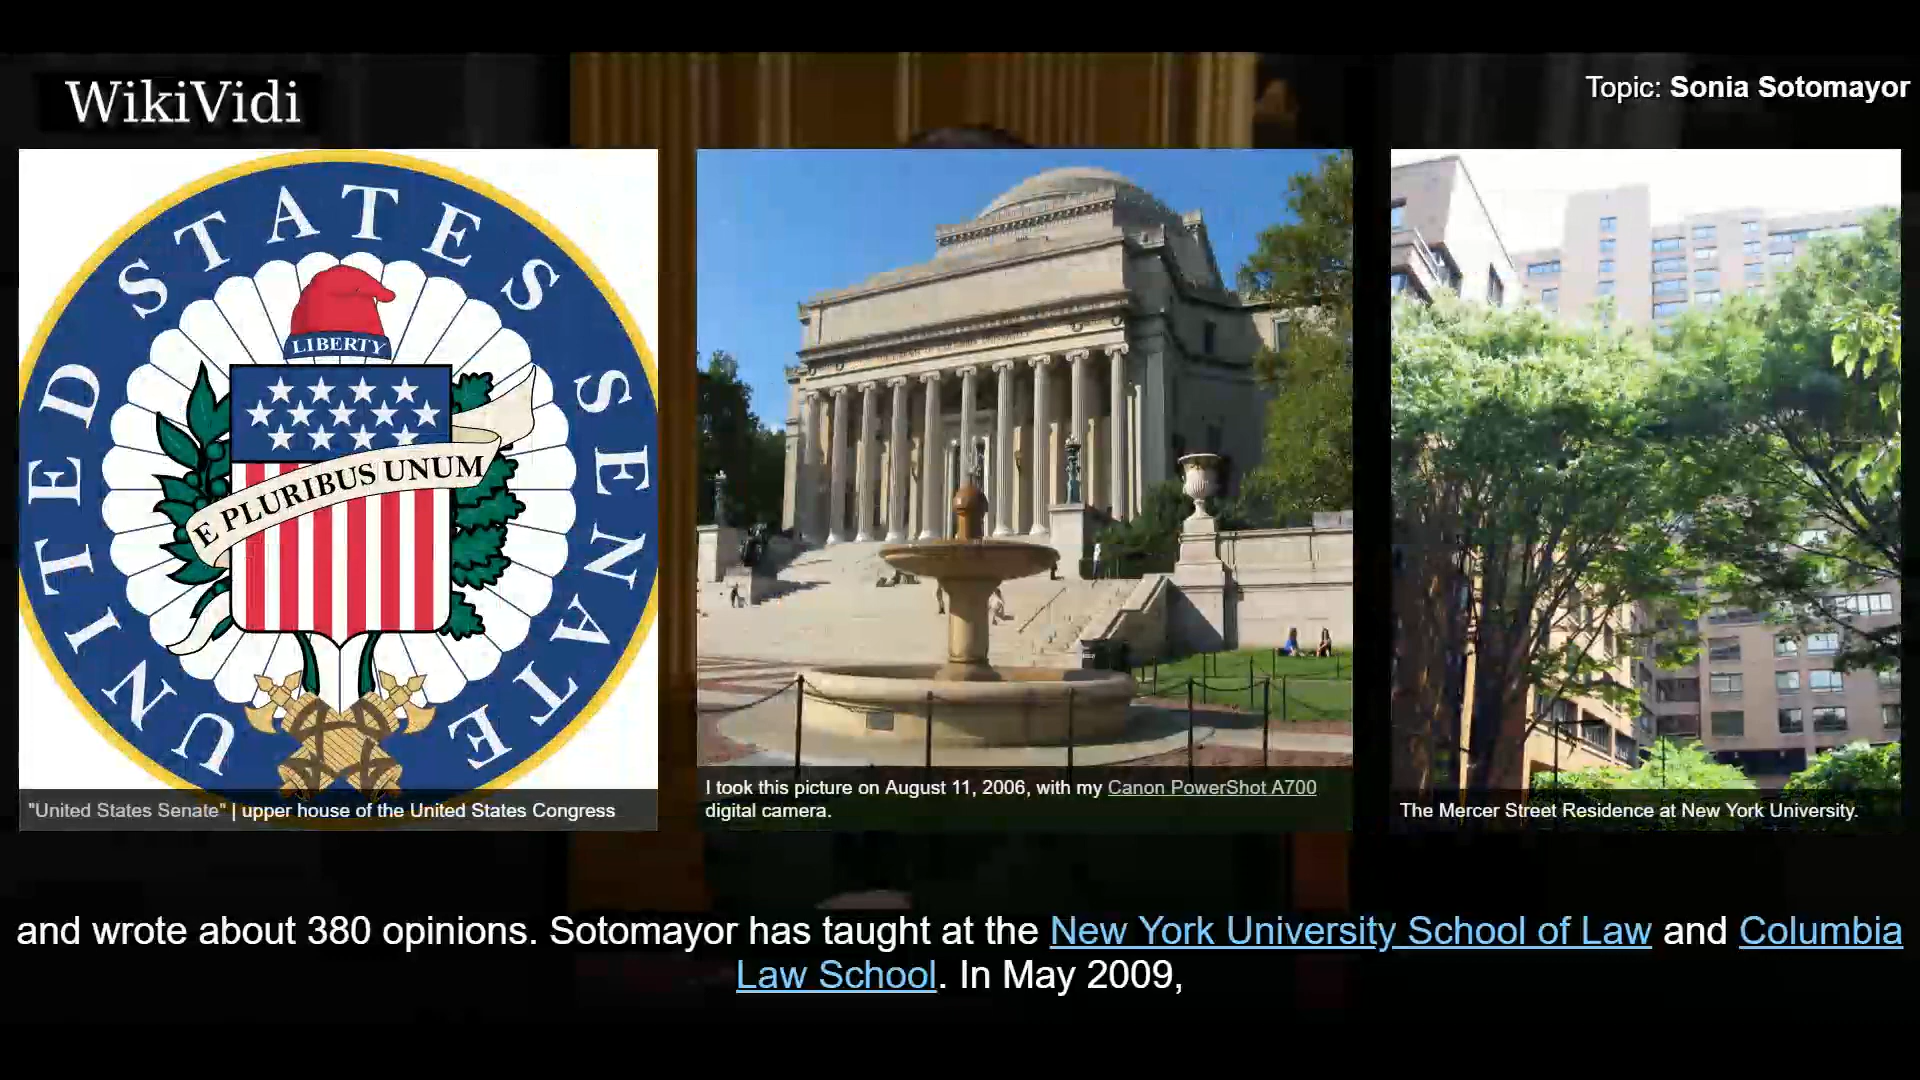 WikiVidi
Topic: Sonia Sotomayor
UNITED STATES SENATE
LIBERTY
E PLURIBUS UNUM
"United States Senate" | upper house of the United States Congress
I took this picture on August 11, 2006, with my Canon PowerShot A700
digital camera.
The Mercer Street Residence at New York University.
and wrote about 380 opinions. Sotomayor has taught at the New York University School of Law and Columbia
Law School. In May 2009,